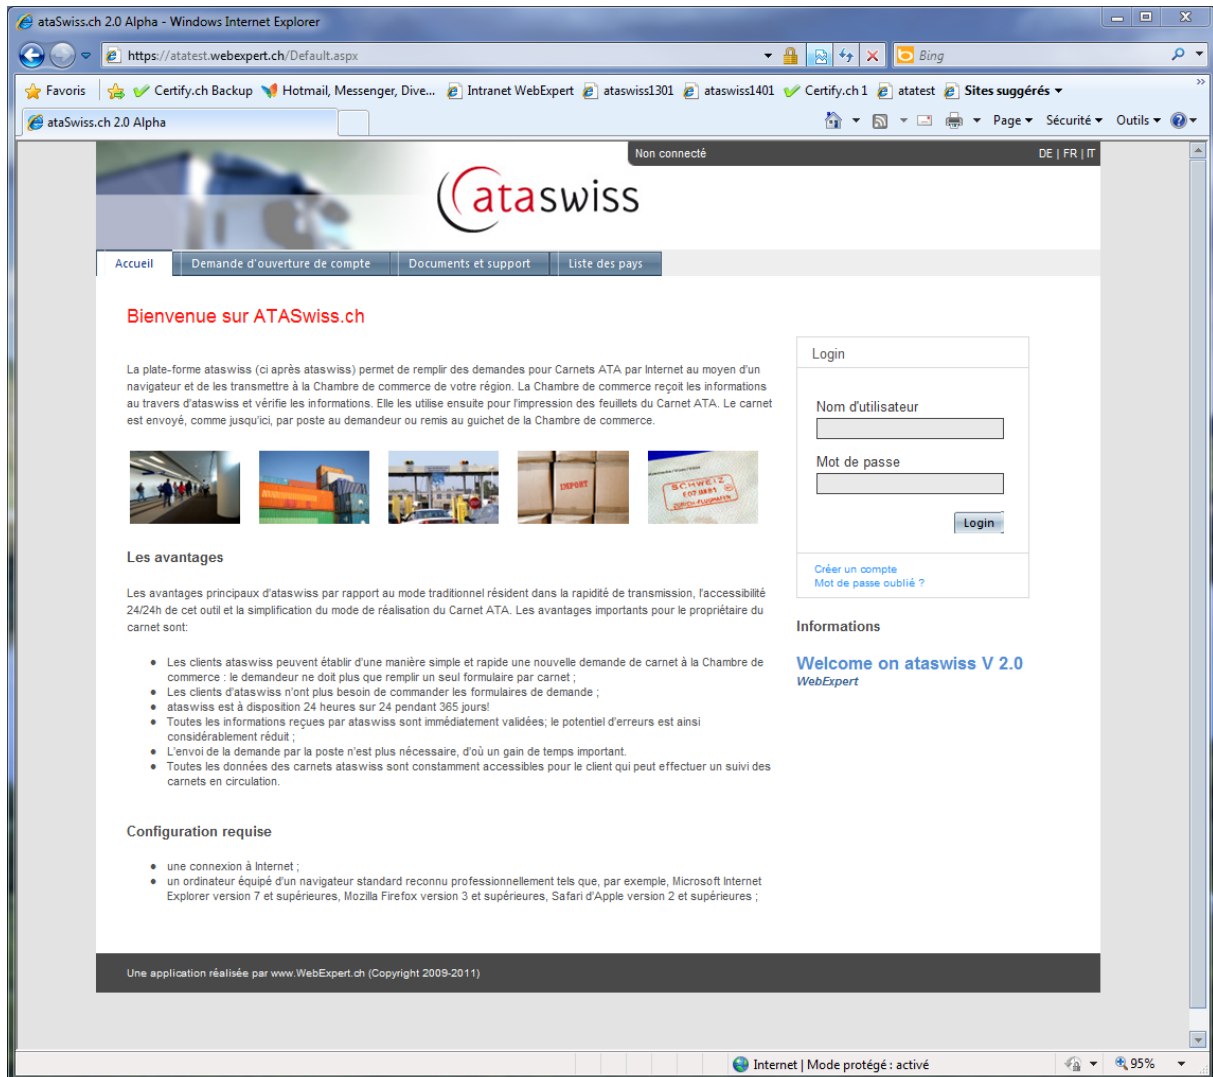 ataSwiss.ch 2.0 Alpha - Windows Internet Explorer
https://atatest.webexpert.ch/Default.aspx
Bing
Favoris
Certify.ch Backup
Hotmail, Messenger, Dive...
Intranet WebExpert
ataswiss1301
ataswiss1401
Certify.ch 1
atatest
Sites suggérés
ataSwiss.ch 2.0 Alpha
Page
Sécurité
Outils
Non connecté
DE | FR | IT
ataswiss
Accueil
Demande d'ouverture de compte
Documents et support
Liste des pays
Bienvenue sur ATASwiss.ch
La plate-forme ataswiss (ci après ataswiss) permet de remplir des demandes pour Carnets ATA par Internet au moyen d'un
navigateur et de les transmettre à la Chambre de commerce de votre région. La Chambre de commerce reçoit les informations
au travers d'ataswiss et vérifie les informations. Elle les utilise ensuite pour l'impression des feuillets du Carnet ATA. Le carnet
est envoyé, comme jusqu'ici, par poste au demandeur ou remis au guichet de la Chambre de commerce.
IMPORT
SCHWEIZ
Les avantages
Les avantages principaux d'ataswiss par rapport au mode traditionnel résident dans la rapidité de transmission, l'accessibilité
24/24h de cet outil et la simplification du mode de réalisation du Carnet ATA. Les avantages importants pour le propriétaire du
carnet sont:
● Les clients ataswiss peuvent établir d'une manière simple et rapide une nouvelle demande de carnet à la Chambre de
commerce : le demandeur ne doit plus que remplir un seul formulaire par carnet ;
● Les clients d'ataswiss n'ont plus besoin de commander les formulaires de demande ;
● ataswiss est à disposition 24 heures sur 24 pendant 365 jours!
● Toutes les informations reçues par ataswiss sont immédiatement validées; le potentiel d'erreurs est ainsi
considérablement réduit ;
● L'envoi de la demande par la poste n'est plus nécessaire, d'où un gain de temps important.
● Toutes les données des carnets ataswiss sont constamment accessibles pour le client qui peut effectuer un suivi des
carnets en circulation.
Configuration requise
● une connexion à Internet ;
● un ordinateur équipé d'un navigateur standard reconnu professionnellement tels que, par exemple, Microsoft Internet
Explorer version 7 et supérieures, Mozilla Firefox version 3 et supérieures, Safari d'Apple version 2 et supérieures ;
Login
Nom d'utilisateur
Mot de passe
Login
Créer un compte
Mot de passe oublié ?
Informations
Welcome on ataswiss V 2.0
WebExpert
Une application réalisée par www.WebExpert.ch (Copyright 2009-2011)
Internet | Mode protégé : activé
95%